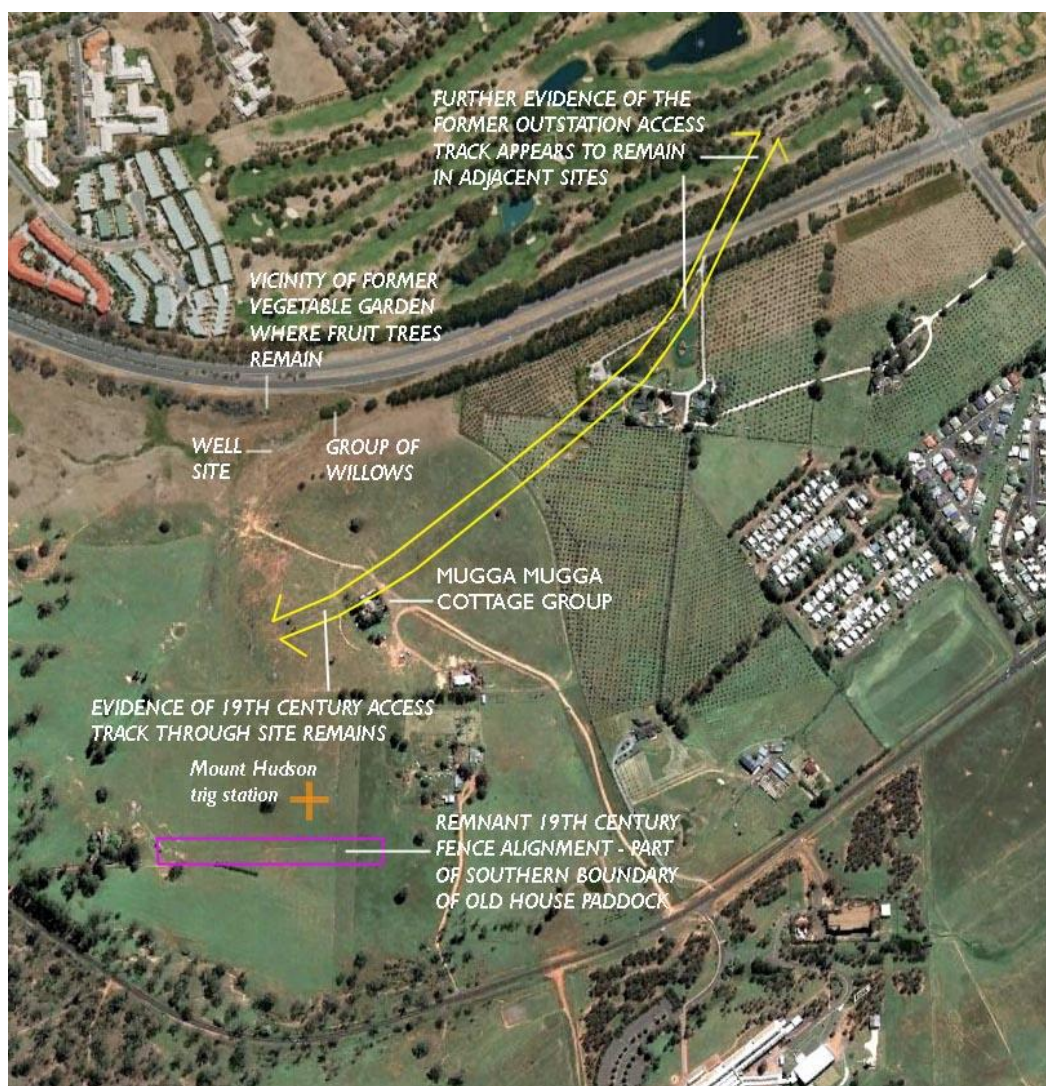 FURTHER EVIDENCE OF THE
FORMER OUTSTATION ACCESS
TRACK APPEARS TO REMAIN
IN ADJACENT SITES
VICINITY OF FORMER
VEGETABLE GARDEN
WHERE FRUIT TREES
REMAIN
WELL
SITE
GROUP OF
WILLOWS
MUGGA MUGGA
COTTAGE GROUP
EVIDENCE OF 19TH CENTURY ACCESS
TRACK THROUGH SITE REMAINS
Mount Hudson
trig station
REMNANT 19TH CENTURY
FENCE ALIGNMENT - PART
OF SOUTHERN BOUNDARY
OF OLD HOUSE PADDOCK